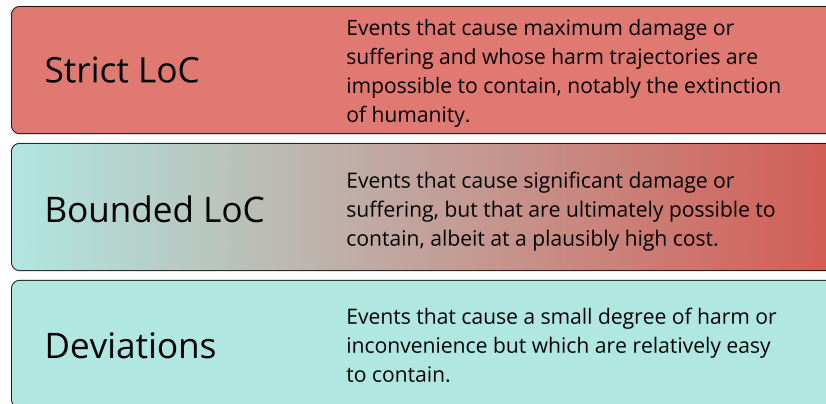 Strict LoC
Events that cause maximum damage or
suffering and whose harm trajectories are
impossible to contain, notably the extinction
of humanity.
Bounded LoC
Events that cause significant damage or
suffering, but that are ultimately possible to
contain, albeit at a plausibly high cost.
Deviations
Events that cause a small degree of harm or
inconvenience but which are relatively easy
to contain.